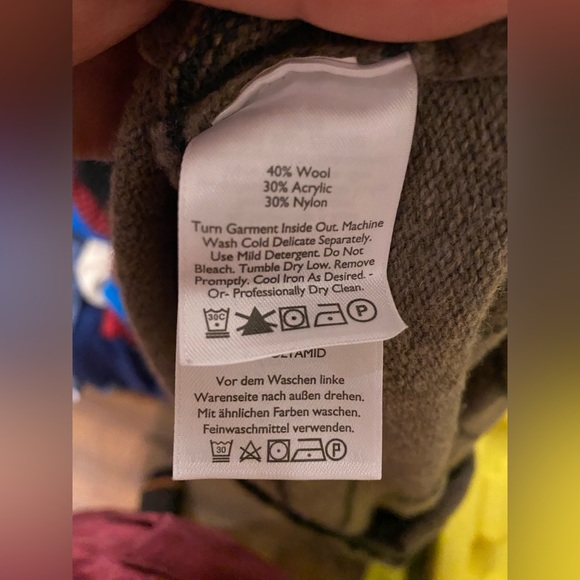 40% Wool
30% Acrylic
30% Nylon
Turn Garment Inside Out. Machine
Wash Cold Delicate Separately.
Use Mild Detergent. Do Not
Bleach. Tumble Dry Low. Remove
Promptly. Cool Iron As Desired. -
Or- Professionally Dry Clean.
30C P
Vor dem Waschen linke
Warenseite nach außen drehen.
Mit ähnlichen Farben waschen.
Feinwaschmittel verwenden.
30 P